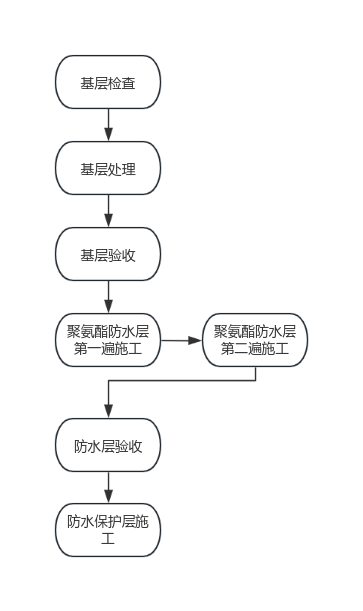 基层检查
基层处理
基层验收
聚氨酯防水层
第一遍施工
聚氨酯防水层
第二遍施工
防水层验收
防水保护层施
工